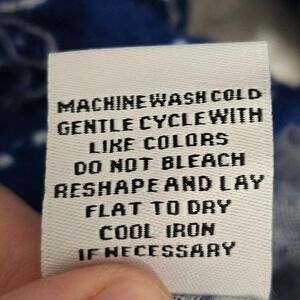 MACHINE WASH COLD
GENTLE CYCLE WITH
LIKE COLORS
DO NOT BLEACH
RESHAPE AND LAY
FLAT TO DRY
COOL IRON
IF NECESSARY